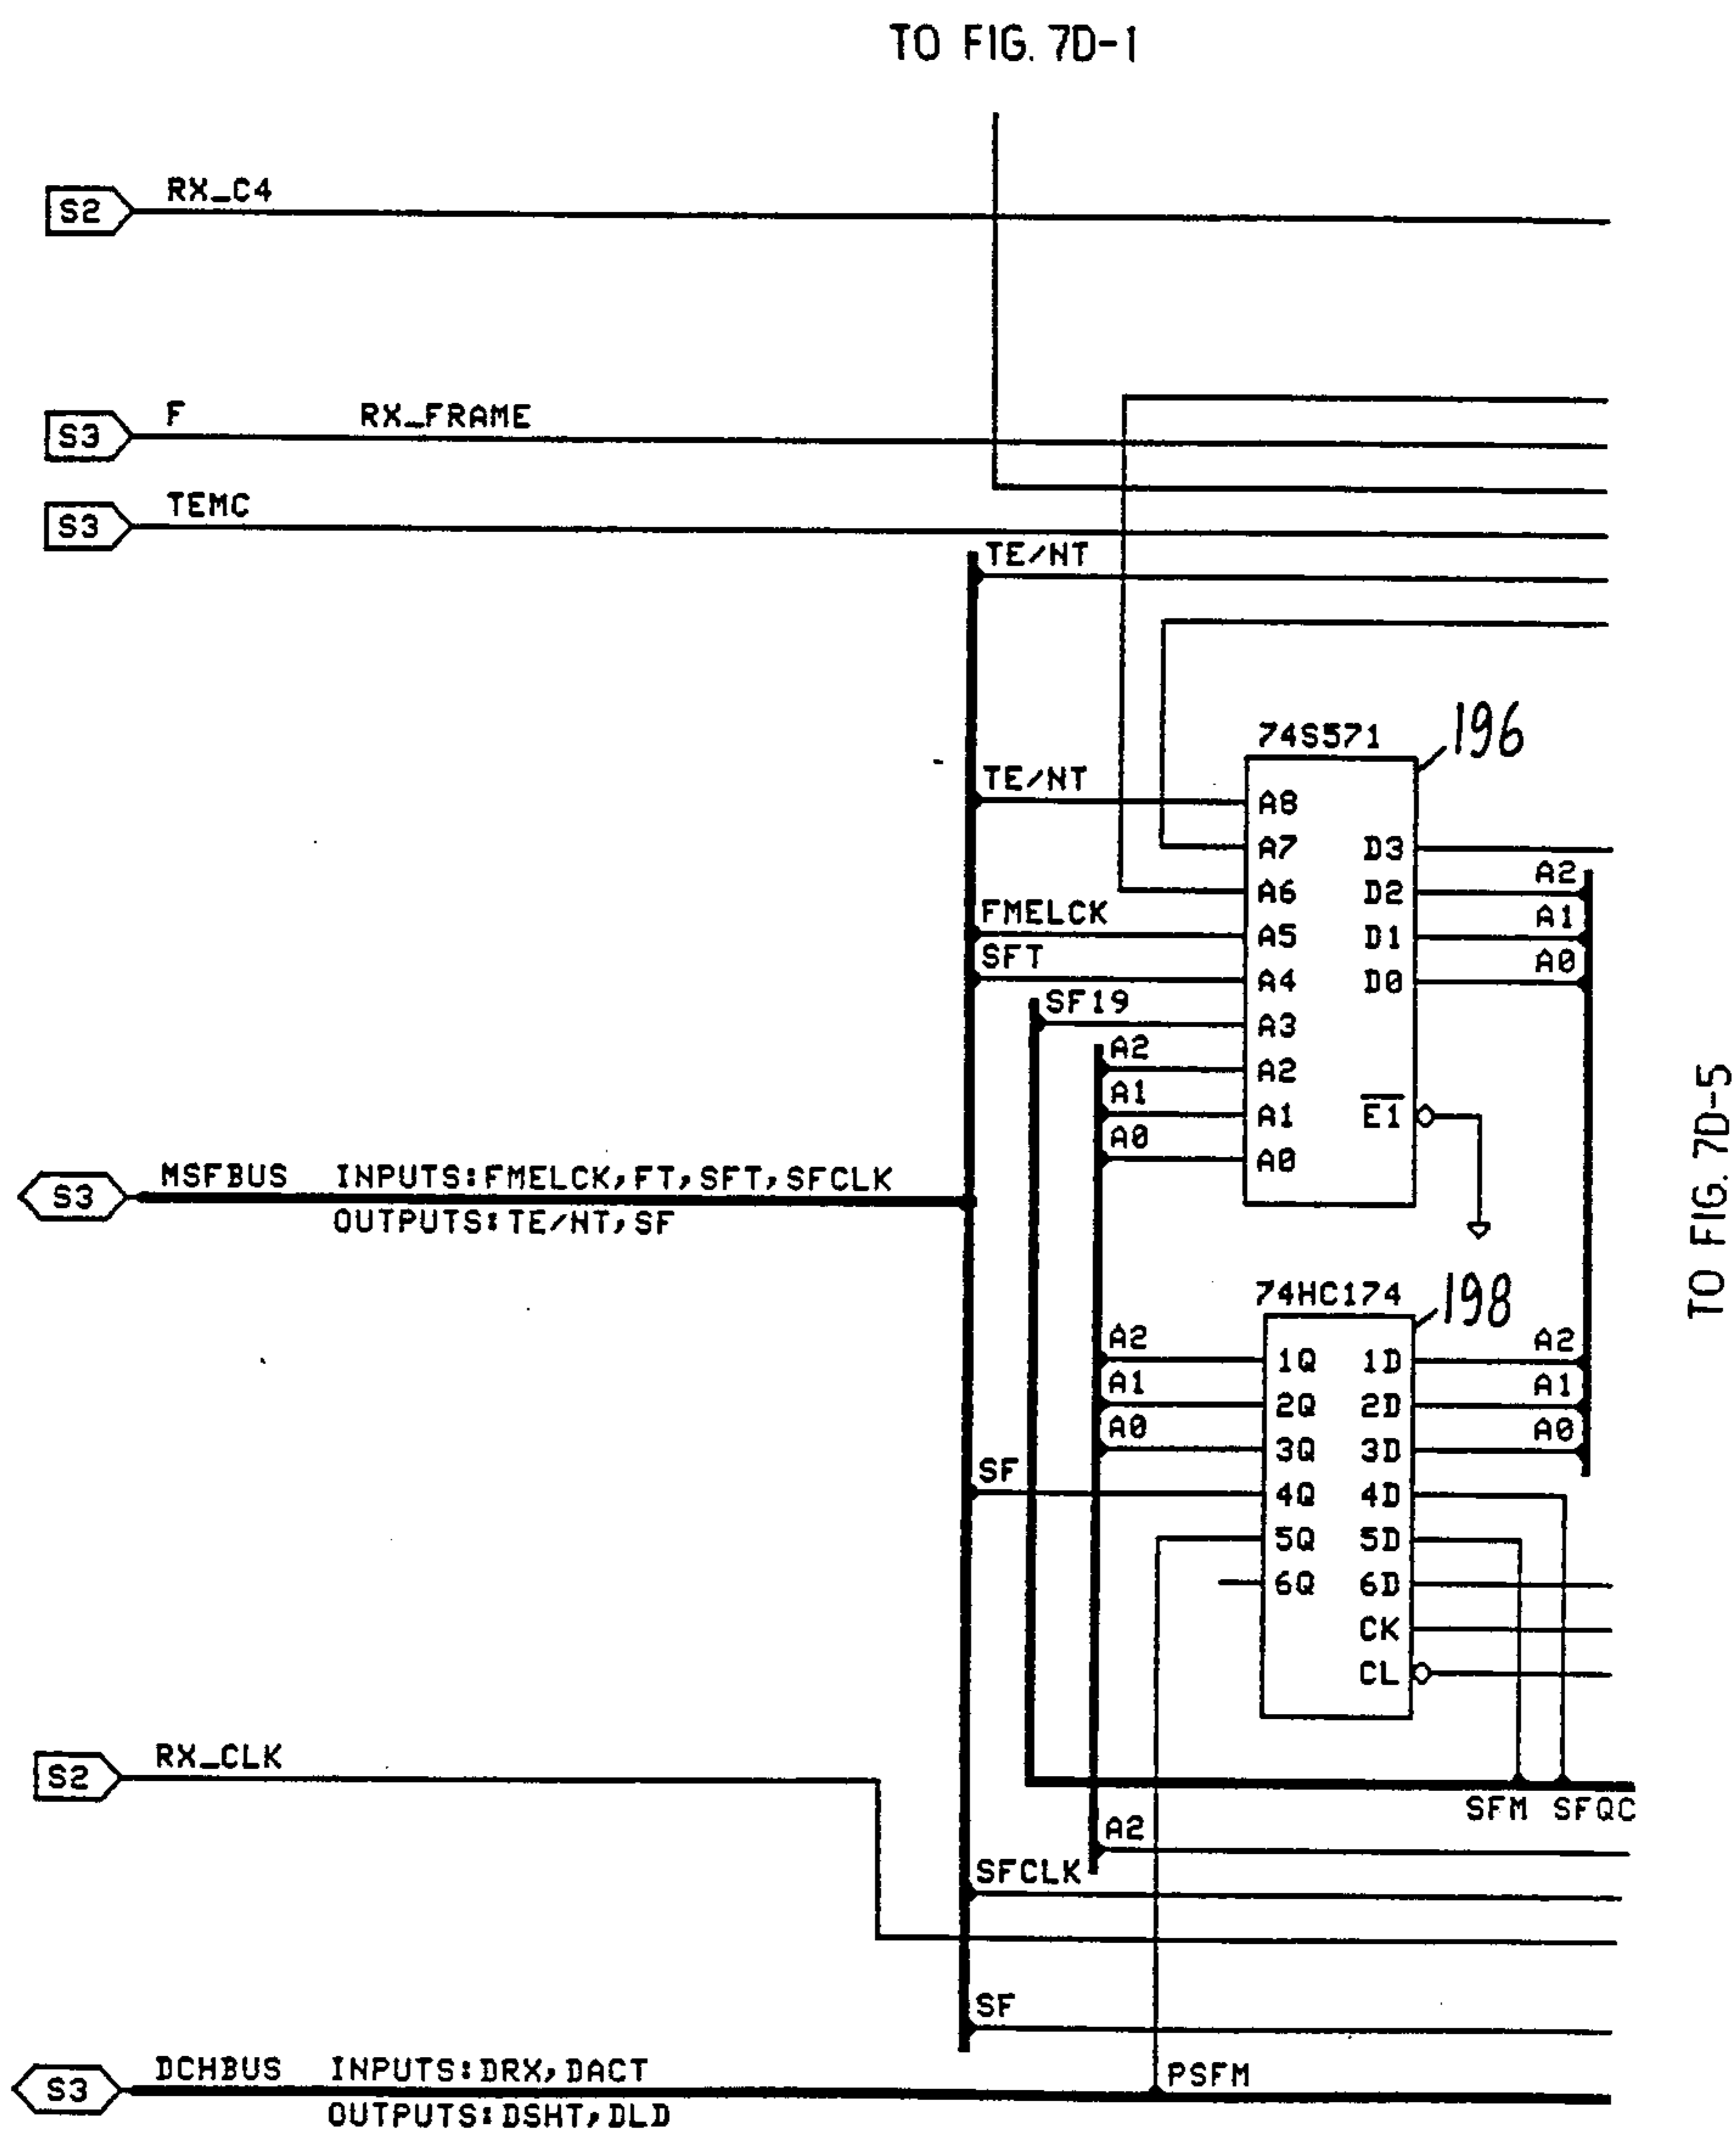 TO FIG. 7D-1
S2 RX_C4
S3 F RX_FRAME
S3 TEMC
TE/NT
74S571 196
TE/NT A8
A7 D3
A6 D2 A2
FMELCK A5 D1 A1
SFT A4 D0 A0
SF19 A3
A2 A2
A1 A1 E1
A0 A0
S3 MSFBUS INPUTS:FMELCK,FT,SFT,SFCLK
OUTPUTS:TE/NT,SF
TO FIG. 7D-5
74HC174 198
A2 1Q 1D A2
A1 2Q 2D A1
A0 3Q 3D A0
SF 4Q 4D
5Q 5D
6Q 6D
CK
CL
S2 RX_CLK
SFM SFQC
A2
SFCLK
SF
S3 DCHBUS INPUTS:DRX,DACT
OUTPUTS:DSHT,DLD
PSFM